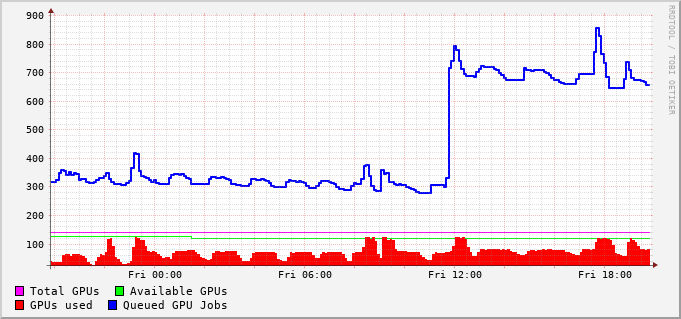 900
800
700
600
500
400
300
200
100
Fri 00:00 Fri 06:00 Fri 12:00 Fri 18:00
Total GPUs Available GPUs
GPUs used Queued GPU Jobs
RRDTOOL / TOBI OETIKER